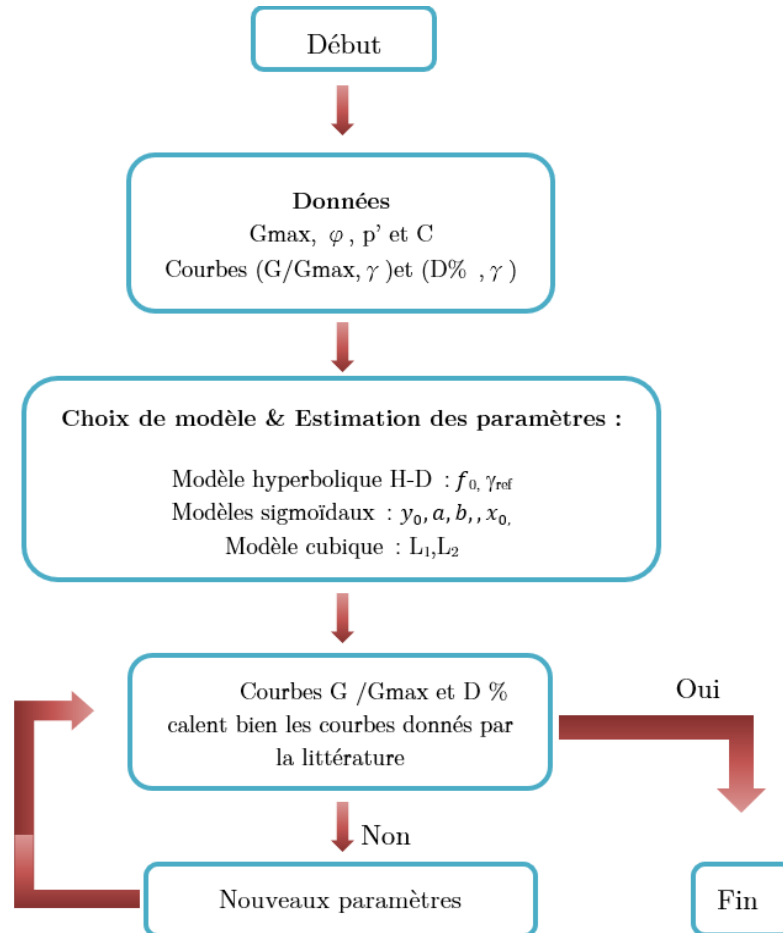 Début
Données
Gmax, φ, p’ et C
Courbes (G/Gmax, γ )et (D% , γ )
Choix de modèle & Estimation des paramètres :
Modèle hyperbolique H-D : f₀, γref
Modèles sigmoïdaux : y₀, a, b, , x₀,
Modèle cubique : L₁,L₂
Courbes G /Gmax et D %
calent bien les courbes donnés par
la littérature
Oui
Non
Nouveaux paramètres
Fin